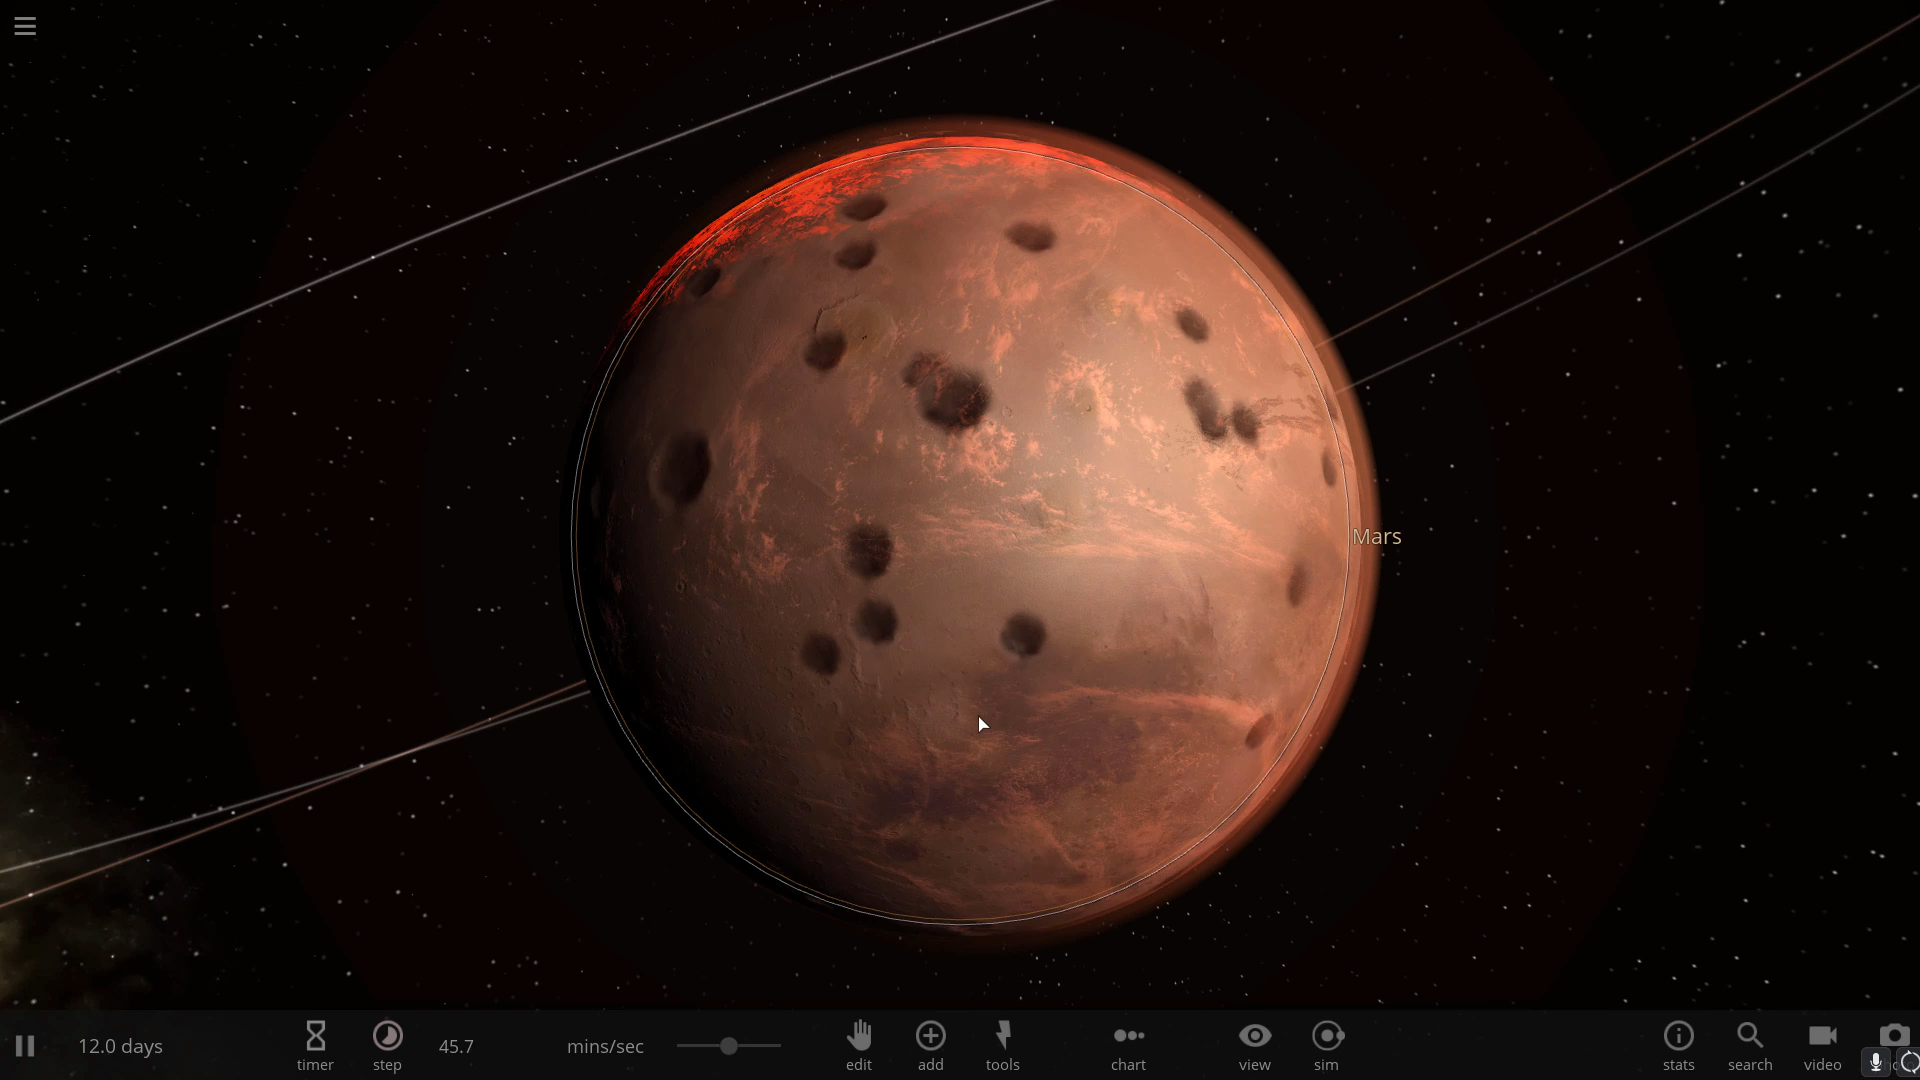 Mars
12.0 days
timer
step
45.7
mins/sec
edit
add
tools
chart
view
sim
stats
search
video